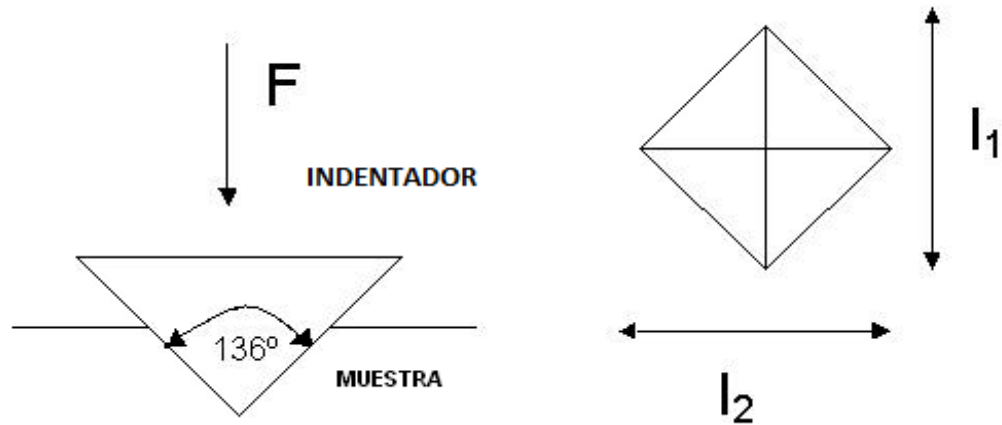 F
INDENTADOR
136º
MUESTRA
l₁
l₂